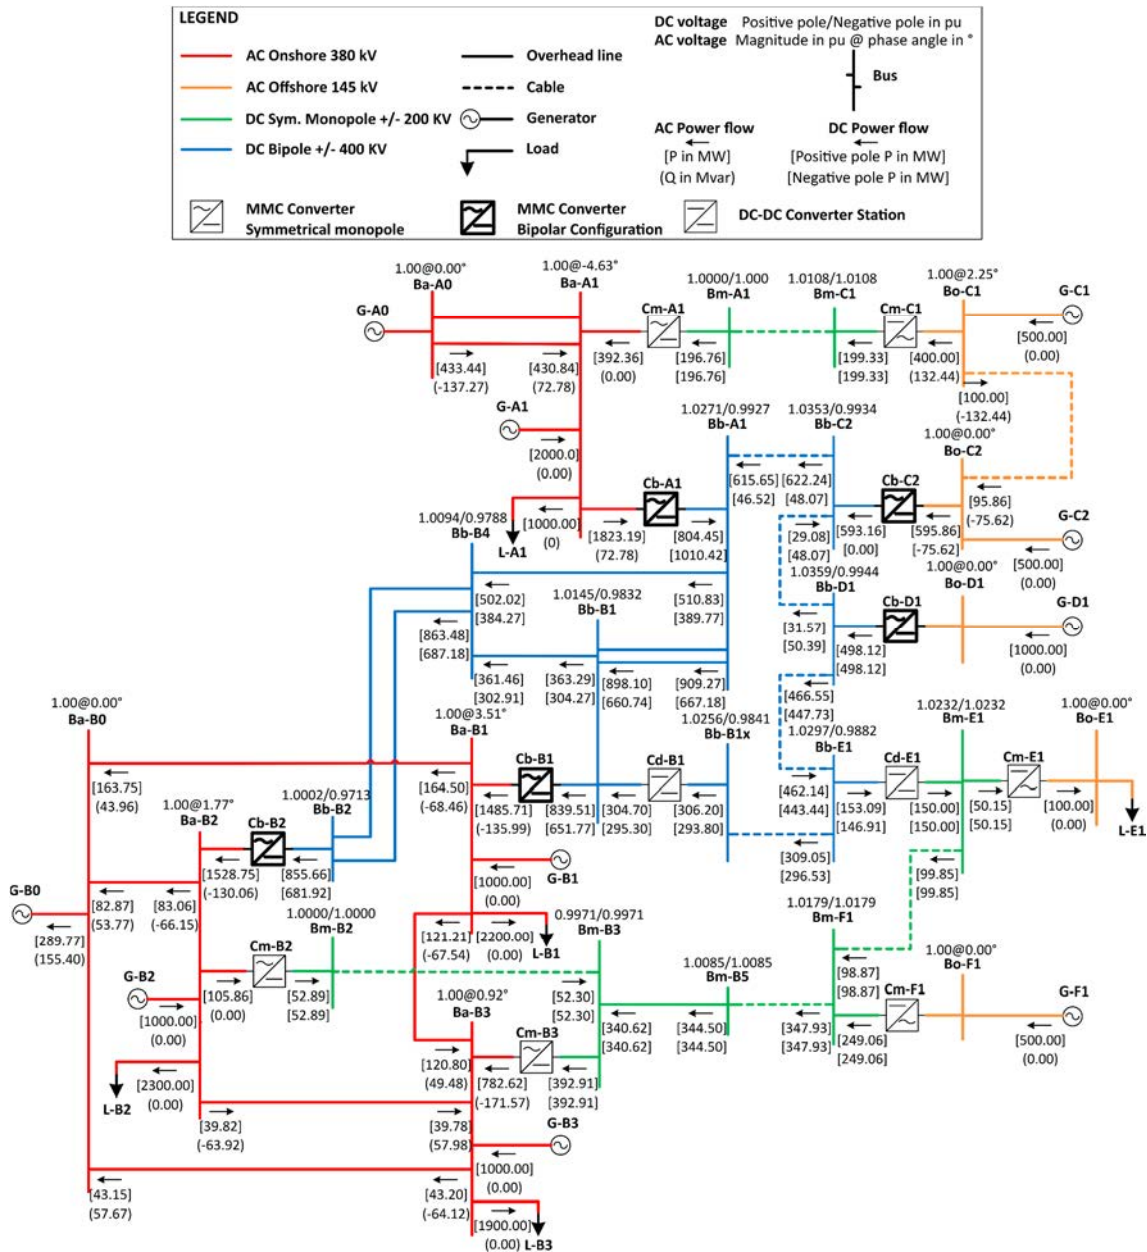 LEGEND
AC Onshore 380 kV
AC Offshore 145 kV
DC Sym. Monopole +/- 200 KV
DC Bipole +/- 400 KV
Overhead line
Cable
Generator
Load
DC voltage Positive pole/Negative pole in pu
AC voltage Magnitude in pu @ phase angle in °
Bus
AC Power flow
[P in MW]
(Q in Mvar)
DC Power flow
[Positive pole P in MW]
[Negative pole P in MW]
MMC Converter
Symmetrical monopole
MMC Converter
Bipolar Configuration
DC-DC Converter Station
1.00@0.00°
Ba-A0
1.00@-4.63°
Ba-A1
1.0000/1.000
Bm-A1
1.0108/1.0108
Bm-C1
1.00@2.25°
Bo-C1
G-C1
G-A0
Cm-A1
Cm-C1
[433.44]
(-137.27)
[430.84]
(72.78)
[392.36]
(0.00)
[196.76]
[196.76]
[199.33]
[199.33]
[400.00]
(132.44)
[500.00]
(0.00)
[100.00]
(-132.44)
G-A1
[2000.0]
(0.00)
1.0271/0.9927
Bb-A1
1.0353/0.9934
Bb-C2
1.00@0.00°
Bo-C2
[615.65]
[46.52]
[622.24]
[48.07]
Cb-C2
[95.86]
(-75.62)
Cb-A1
[1000.00]
(0)
L-A1
[1823.19]
(72.78)
[804.45]
[1010.42]
[29.08]
[48.07]
[593.16]
[0.00]
[595.86]
(-75.62)
G-C2
[500.00]
(0.00)
1.0094/0.9788
Bb-B4
1.0359/0.9944
Bb-D1
1.00@0.00°
Bo-D1
[502.02]
[384.27]
1.0145/0.9832
Bb-B1
[510.83]
[389.77]
Cb-D1
G-D1
[863.48]
[687.18]
[31.57]
[50.39]
[498.12]
[498.12]
[1000.00]
(0.00)
[361.46]
[302.91]
[363.29]
[304.27]
[898.10]
[660.74]
[909.27]
[667.18]
[466.55]
[447.73]
1.00@0.00°
Ba-B0
1.00@3.51°
Ba-B1
1.0256/0.9841
Bb-B1x
1.0297/0.9882
Bb-E1
1.0232/1.0232
Bm-E1
1.00@0.00°
Bo-E1
Cb-B1
Cd-B1
Cd-E1
Cm-E1
[163.75]
(43.96)
[164.50]
(-68.46)
[1485.71]
(-135.99)
[839.51]
[651.77]
[304.70]
[295.30]
[306.20]
[293.80]
[462.14]
[443.44]
[153.09]
[146.91]
[150.00]
[150.00]
[50.15]
[50.15]
[100.00]
(0.00)
L-E1
1.00@1.77°
Ba-B2
1.0002/0.9713
Bb-B2
Cb-B2
[1528.75]
(-130.06)
[855.66]
[681.92]
[1000.00]
(0.00)
G-B1
[309.05]
[296.53]
[99.85]
[99.85]
G-B0
[289.77]
(155.40)
[82.87]
(53.77)
[83.06]
(-66.15)
1.0000/1.0000
Bm-B2
[121.21]
(-67.54)
[2200.00]
(0.00)
L-B1
0.9971/0.9971
Bm-B3
1.0179/1.0179
Bm-F1
Cm-B2
1.0085/1.0085
Bm-B5
[98.87]
[98.87]
1.00@0.00°
Bo-F1
G-B2
[1000.00]
(0.00)
[105.86]
(0.00)
[52.89]
[52.89]
1.00@0.92°
Ba-B3
[52.30]
[52.30]
Cm-F1
G-F1
Cm-B3
[340.62]
[340.62]
[344.50]
[344.50]
[347.93]
[347.93]
[249.06]
[249.06]
[500.00]
(0.00)
[2300.00]
(0.00)
L-B2
[120.80]
(49.48)
[782.62]
(-171.57)
[392.91]
[392.91]
[39.82]
(-63.92)
[39.78]
(57.98)
G-B3
[1000.00]
(0.00)
[43.15]
(57.67)
[43.20]
(-64.12)
[1900.00]
(0.00)
L-B3